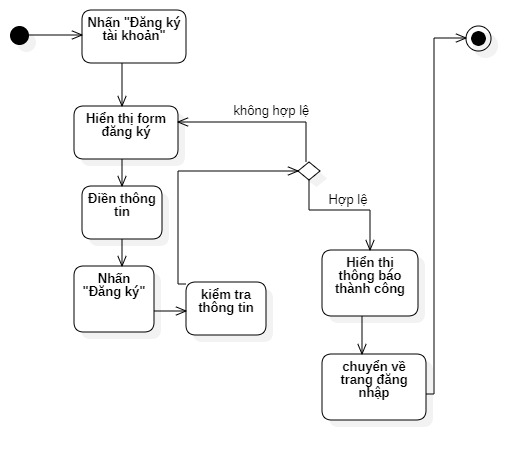 Nhấn "Đăng ký
tài khoản"
Hiển thị form
đăng ký
không hợp lệ
Điền thông
tin
Hợp lệ
Nhấn
"Đăng ký"
kiểm tra
thông tin
Hiển thị
thông báo
thành công
chuyển về
trang đăng
nhập